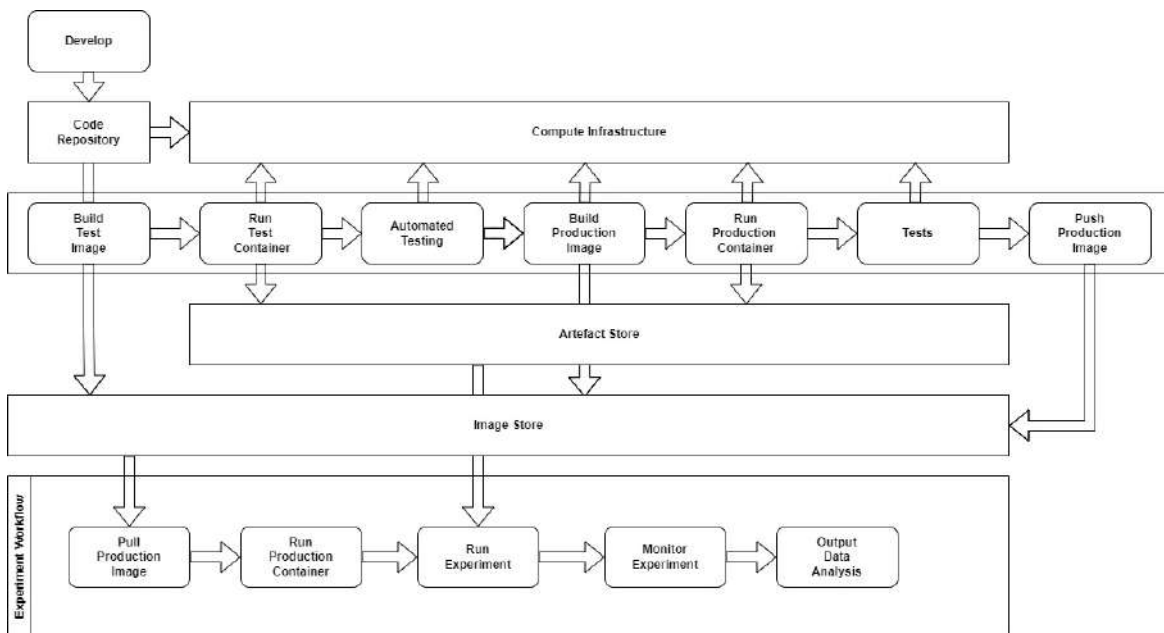 Develop
Code
Repository
Compute Infrastructure
Build
Test
Image
Run
Test
Container
Automated
Testing
Build
Production
Image
Run
Production
Container
Tests
Push
Production
Image
Artefact Store
Image Store
Experiment Workflow
Pull
Production
Image
Run
Production
Container
Run
Experiment
Monitor
Experiment
Output
Data
Analysis